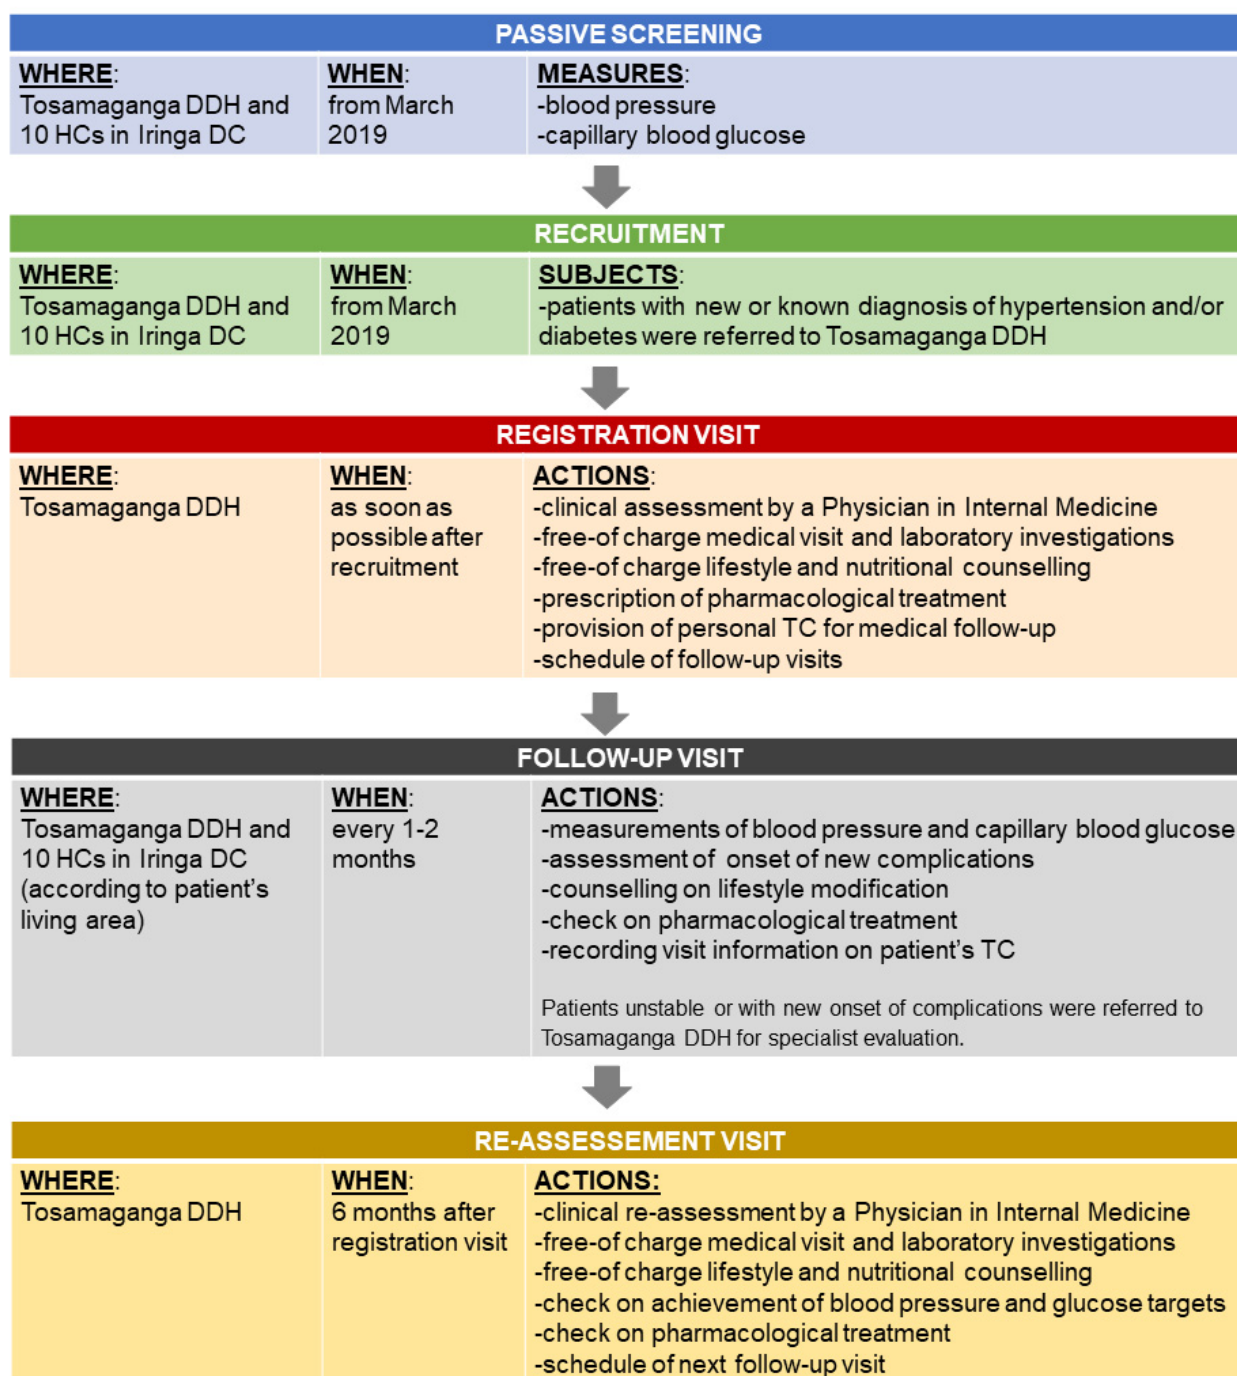 PASSIVE SCREENING
WHERE:
Tosamaganga DDH and
10 HCs in Iringa DC
WHEN:
from March
2019
MEASURES:
-blood pressure
-capillary blood glucose
RECRUITMENT
WHERE:
Tosamaganga DDH and
10 HCs in Iringa DC
WHEN:
from March
2019
SUBJECTS:
-patients with new or known diagnosis of hypertension and/or
diabetes were referred to Tosamaganga DDH
REGISTRATION VISIT
WHERE:
Tosamaganga DDH
WHEN:
as soon as
possible after
recruitment
ACTIONS:
-clinical assessment by a Physician in Internal Medicine
-free-of charge medical visit and laboratory investigations
-free-of charge lifestyle and nutritional counselling
-prescription of pharmacological treatment
-provision of personal TC for medical follow-up
-schedule of follow-up visits
FOLLOW-UP VISIT
WHERE:
Tosamaganga DDH and
10 HCs in Iringa DC
(according to patient's
living area)
WHEN:
every 1-2
months
ACTIONS:
-measurements of blood pressure and capillary blood glucose
-assessment of onset of new complications
-counselling on lifestyle modification
-check on pharmacological treatment
-recording visit information on patient's TC
Patients unstable or with new onset of complications were referred to
Tosamaganga DDH for specialist evaluation.
RE-ASSESSEMENT VISIT
WHERE:
Tosamaganga DDH
WHEN:
6 months after
registration visit
ACTIONS:
-clinical re-assessment by a Physician in Internal Medicine
-free-of charge medical visit and laboratory investigations
-free-of charge lifestyle and nutritional counselling
-check on achievement of blood pressure and glucose targets
-check on pharmacological treatment
-schedule of next follow-up visit